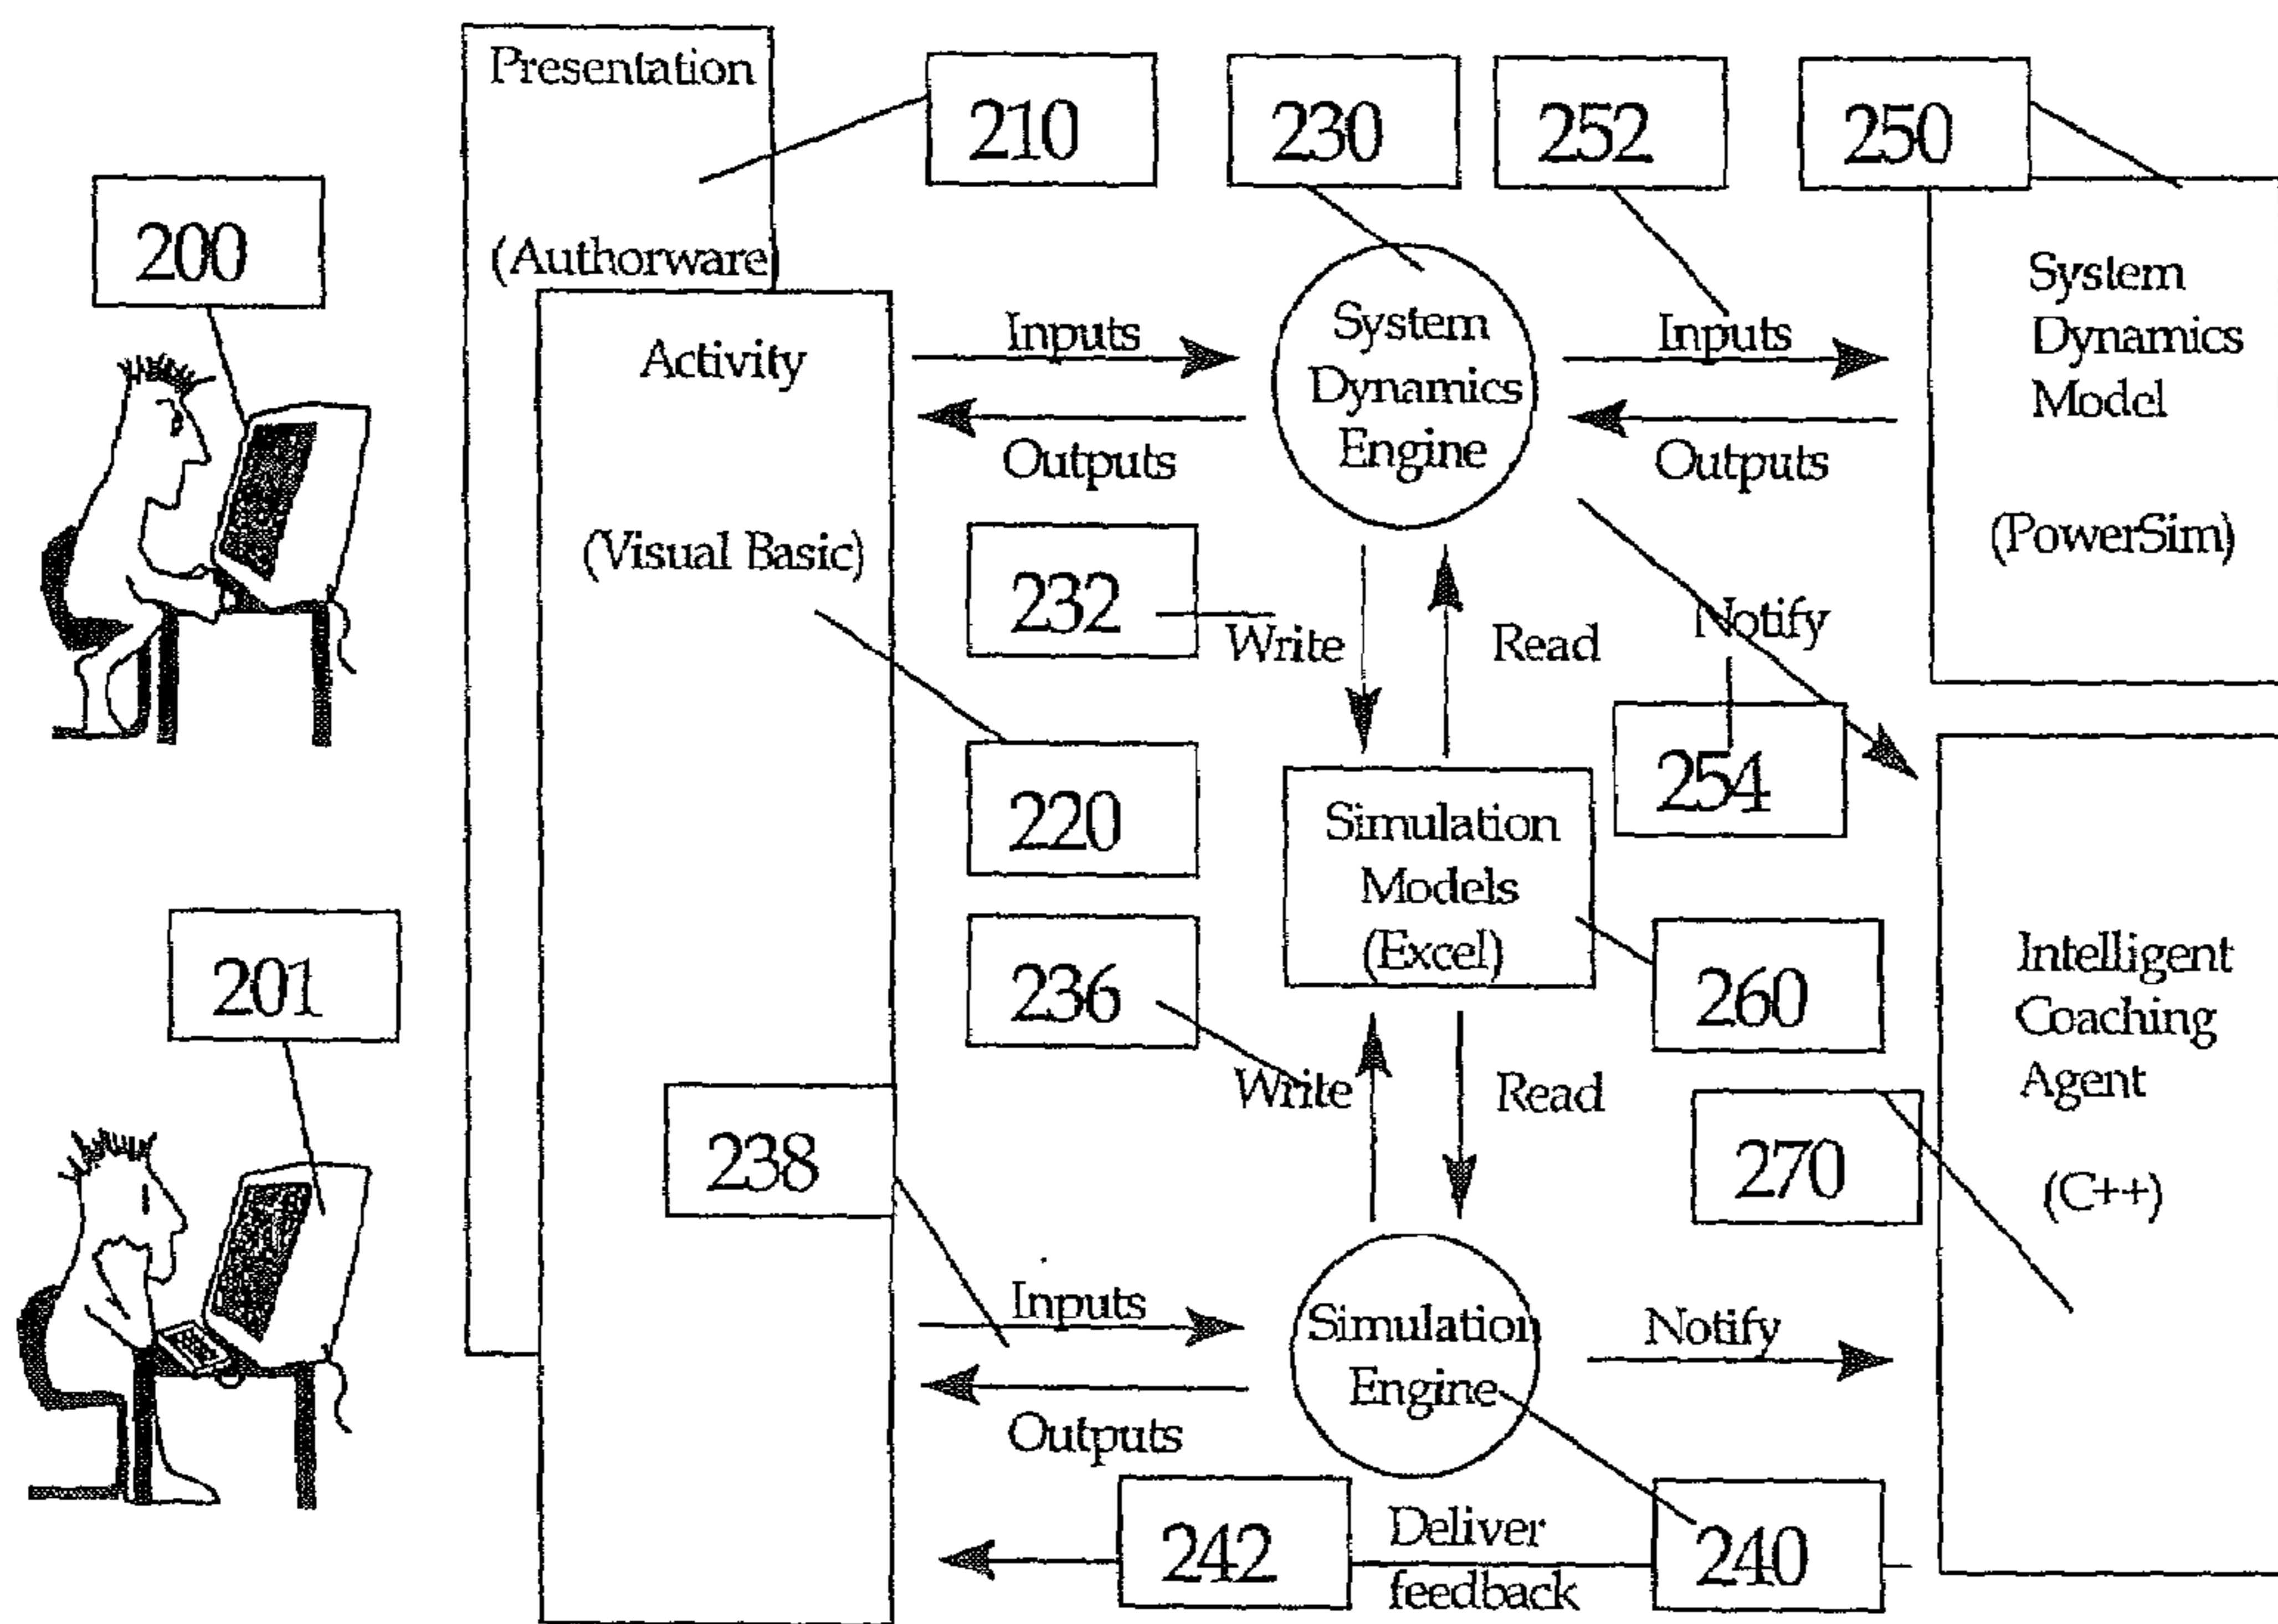 Presentation
(Authorware)
210
230
252
250
200
Activity
(Visual Basic)
Inputs
Outputs
System
Dynamics
Engine
Inputs
Outputs
System
Dynamics
Model
(PowerSim)
232
Write
Read
Notify
254
220
Simulation
Models
(Excel)
260
201
236
Write
Read
238
270
Intelligent
Coaching
Agent
(C++)
Inputs
Outputs
Simulation
Engine
Notify
242
Deliver
feedback
240